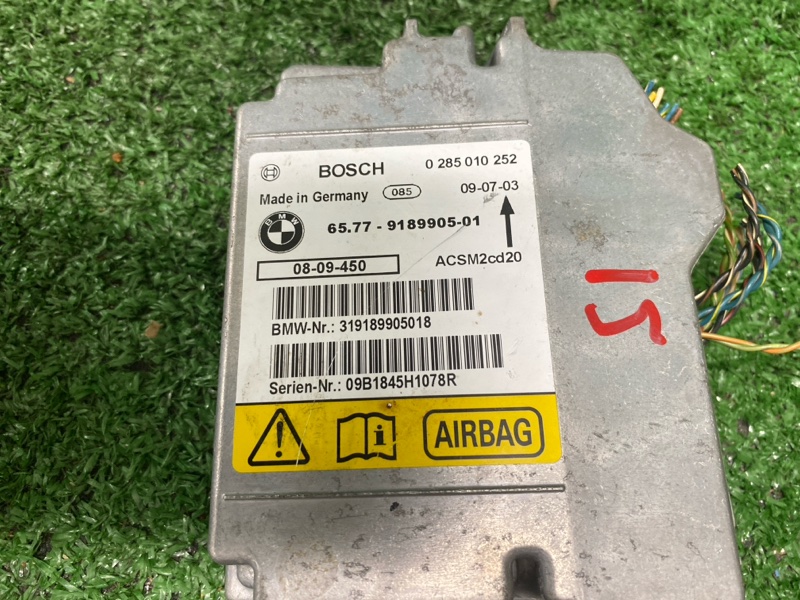 BOSCH 0 285 010 252
Made in Germany 085 09-07-03
BMW 65.77 - 9189905-01
08-09-450 ACSM2cd20
BMW-Nr.: 319189905018
Serien-Nr.: 09B1845H1078R
i AIRBAG
15